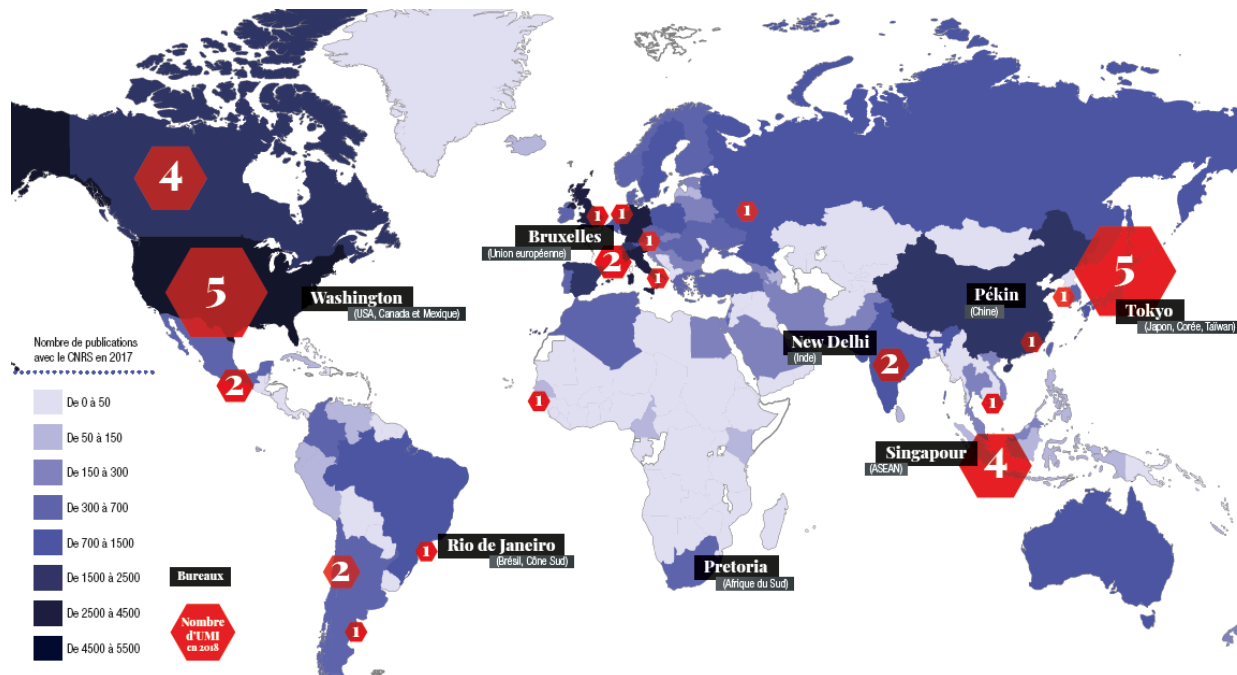 4
1
1
1
Bruxelles
(Union européenne)
1
2
1
5
Washington
(USA, Canada et Mexique)
5
Pékin
(Chine)
1
Tokyo
(Japon, Corée, Taïwan)
New Delhi
(Inde)
1
2
2
1
1
Singapour
(ASEAN)
4
Rio de Janeiro
(Brésil, Cône Sud)
1
2
1
Pretoria
(Afrique du Sud)
Nombre de publications
avec le CNRS en 2017
De 0 à 50
De 50 à 150
De 150 à 300
De 300 à 700
De 700 à 1500
De 1500 à 2500
De 2500 à 4500
De 4500 à 5500
Bureaux
Nombre
d'UMI
en 2018